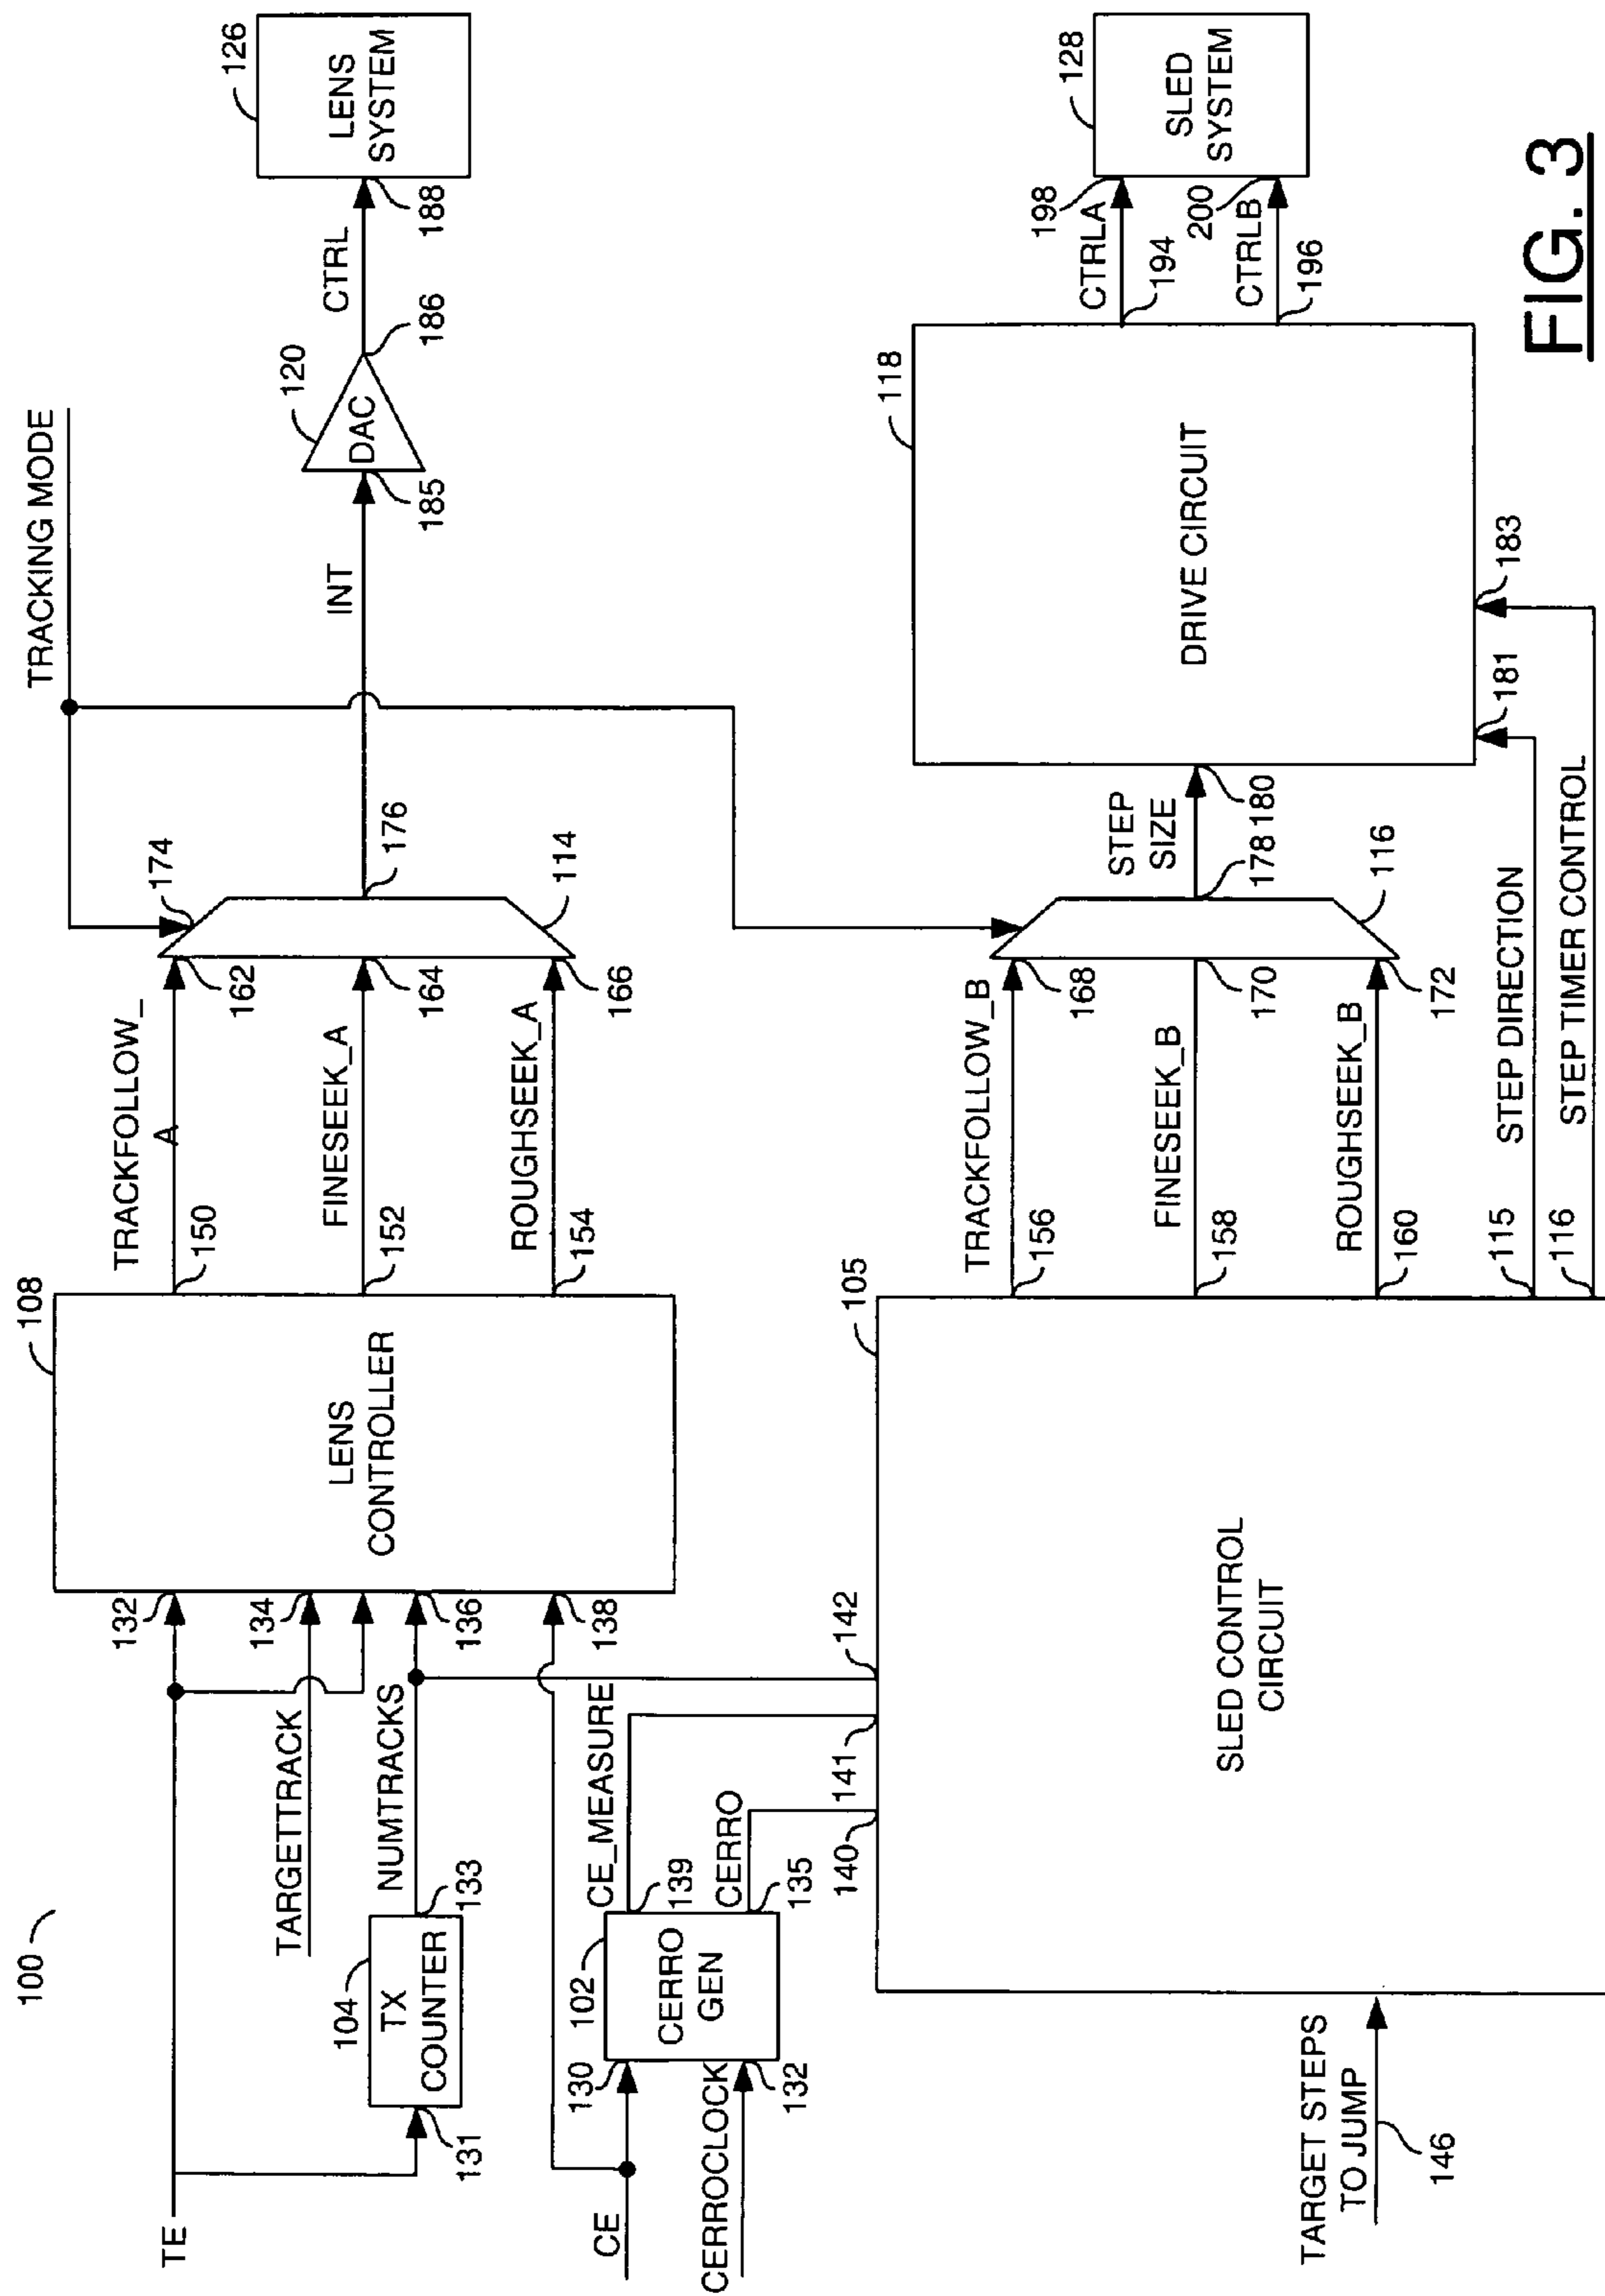 100
TE
131
104
TX
COUNTER
133
NUMTRACKS
TARGETTRACK
132
134
136
138
108
LENS
CONTROLLER
150
152
154
TRACKFOLLOW_
A
FINESEEK_A
ROUGHSEEK_A
162
164
166
174
176
114
TRACKING MODE
INT
185
DAC
120
186
CTRL
188
126
LENS
SYSTEM
CE
CERROCLOCK
130
132
102
CERRO
GEN
139
135
CE_MEASURE
CERRO
140
141
142
TARGET STEPS
TO JUMP
146
105
SLED CONTROL
CIRCUIT
156
158
160
115
116
TRACKFOLLOW_B
FINESEEK_B
ROUGHSEEK_B
STEP DIRECTION
STEP TIMER CONTROL
168
170
172
116
178
STEP
SIZE
180
181
183
118
DRIVE CIRCUIT
194
196
CTRLA
CTRLB
198
200
128
SLED
SYSTEM
FIG. 3